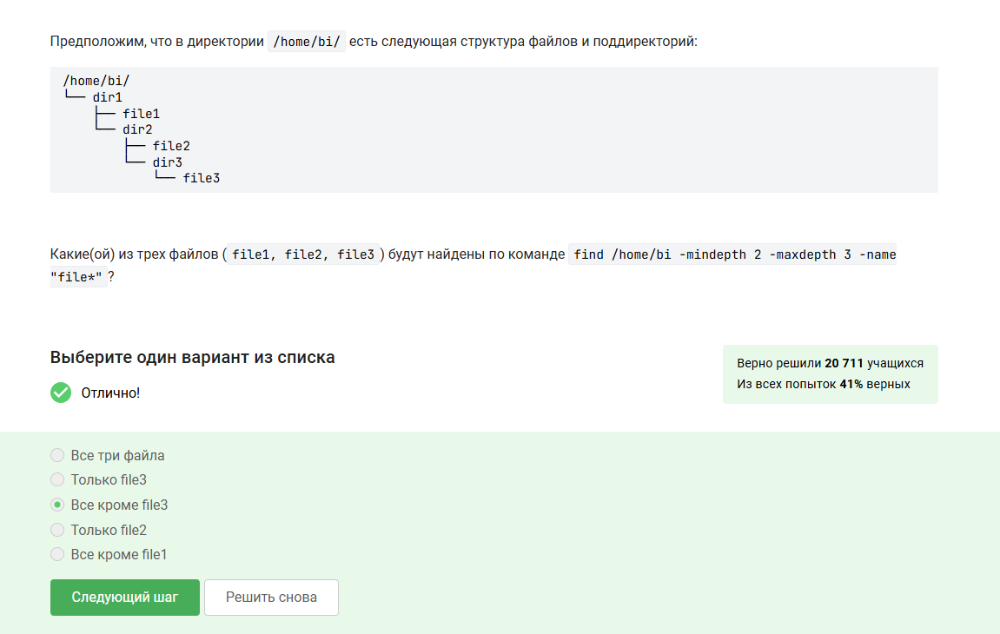 Предположим, что в директории /home/bi/ есть следующая структура файлов и поддиректорий:
/home/bi/
└── dir1
    ├── file1
    └── dir2
        ├── file2
        └── dir3
            └── file3
Какие(ой) из трех файлов ( file1, file2, file3 ) будут найдены по команде find /home/bi -mindepth 2 -maxdepth 3 -name
"file*" ?
Выберите один вариант из списка
Отлично!
Верно решили 20 711 учащихся
Из всех попыток 41% верных
Все три файла
Только file3
Все кроме file3
Только file2
Все кроме file1
Следующий шаг
Решить снова